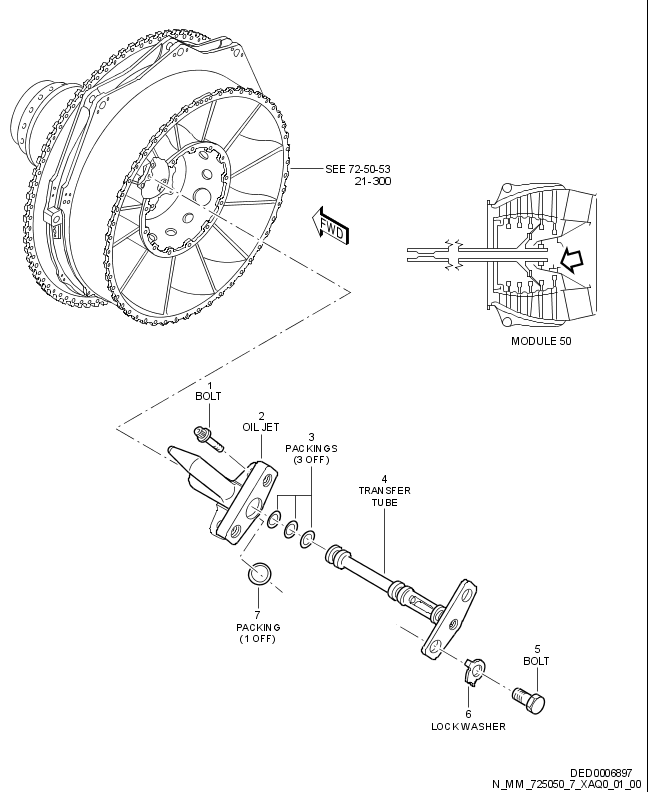 SEE 72-50-53
21-300
FWD
MODULE 50
1
BOLT
2
OIL JET
3
PACKINGS
(3 OFF)
4
TRANSFER
TUBE
7
PACKING
(1 OFF)
5
BOLT
6
LOCKWASHER
DED0006897
N_MM_725050_7_XAQ0_01_00